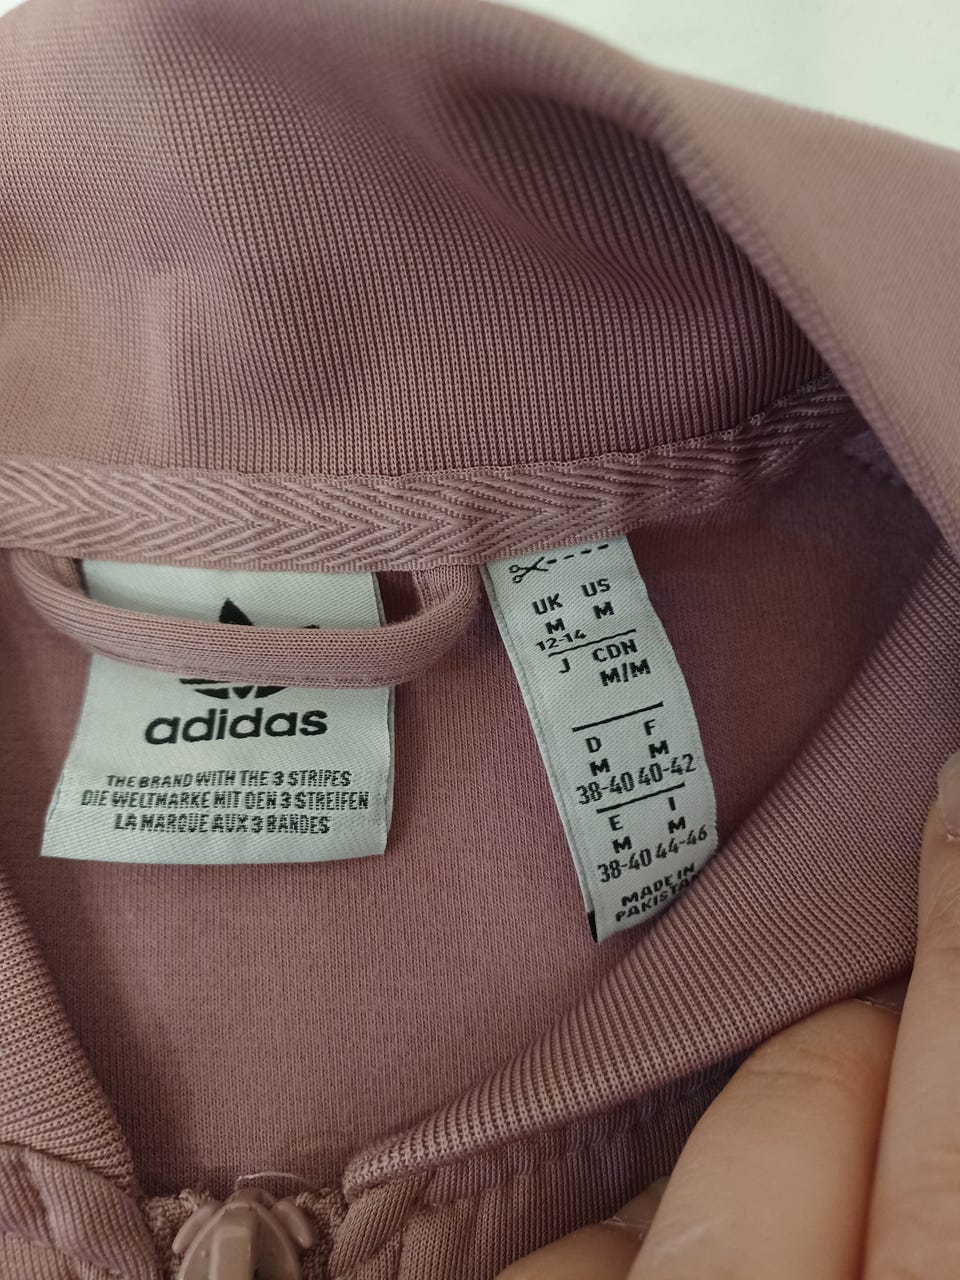 adidas
THE BRAND WITH THE 3 STRIPES
DIE WELTMARKE MIT DEN 3 STREIFEN
LA MARQUE AUX 3 BANDES
UK US
M M
12-14
J CDN
M/M
D F
M M
38-40 40-42
E I
M M
38-40 44-46
MADE IN
PAKISTAN